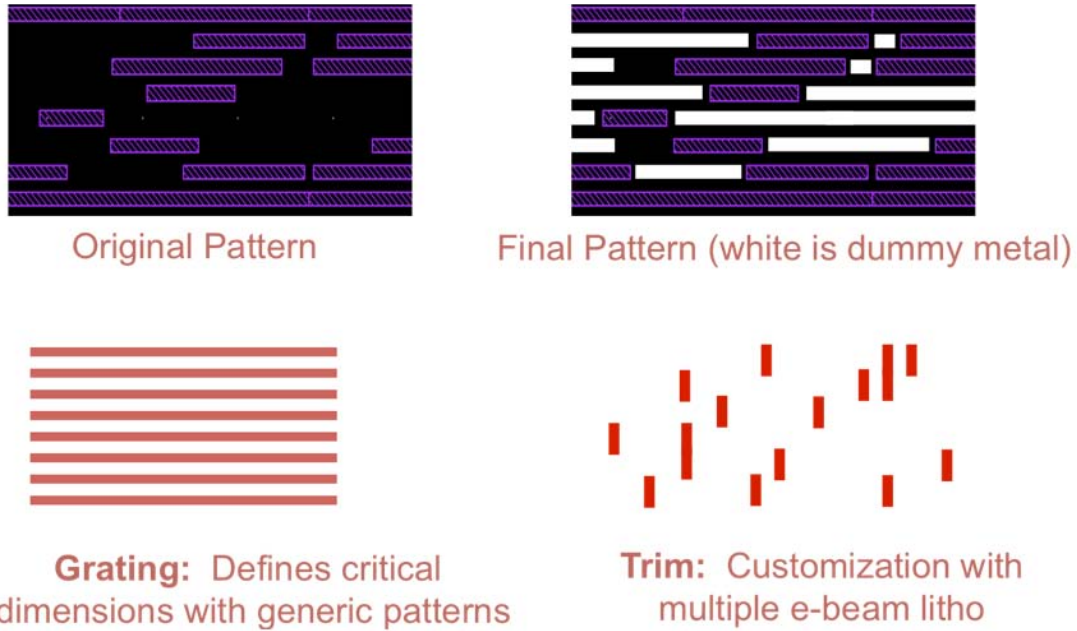 Original Pattern
Final Pattern (white is dummy metal)
Grating: Defines critical
dimensions with generic patterns
Trim: Customization with
multiple e-beam litho